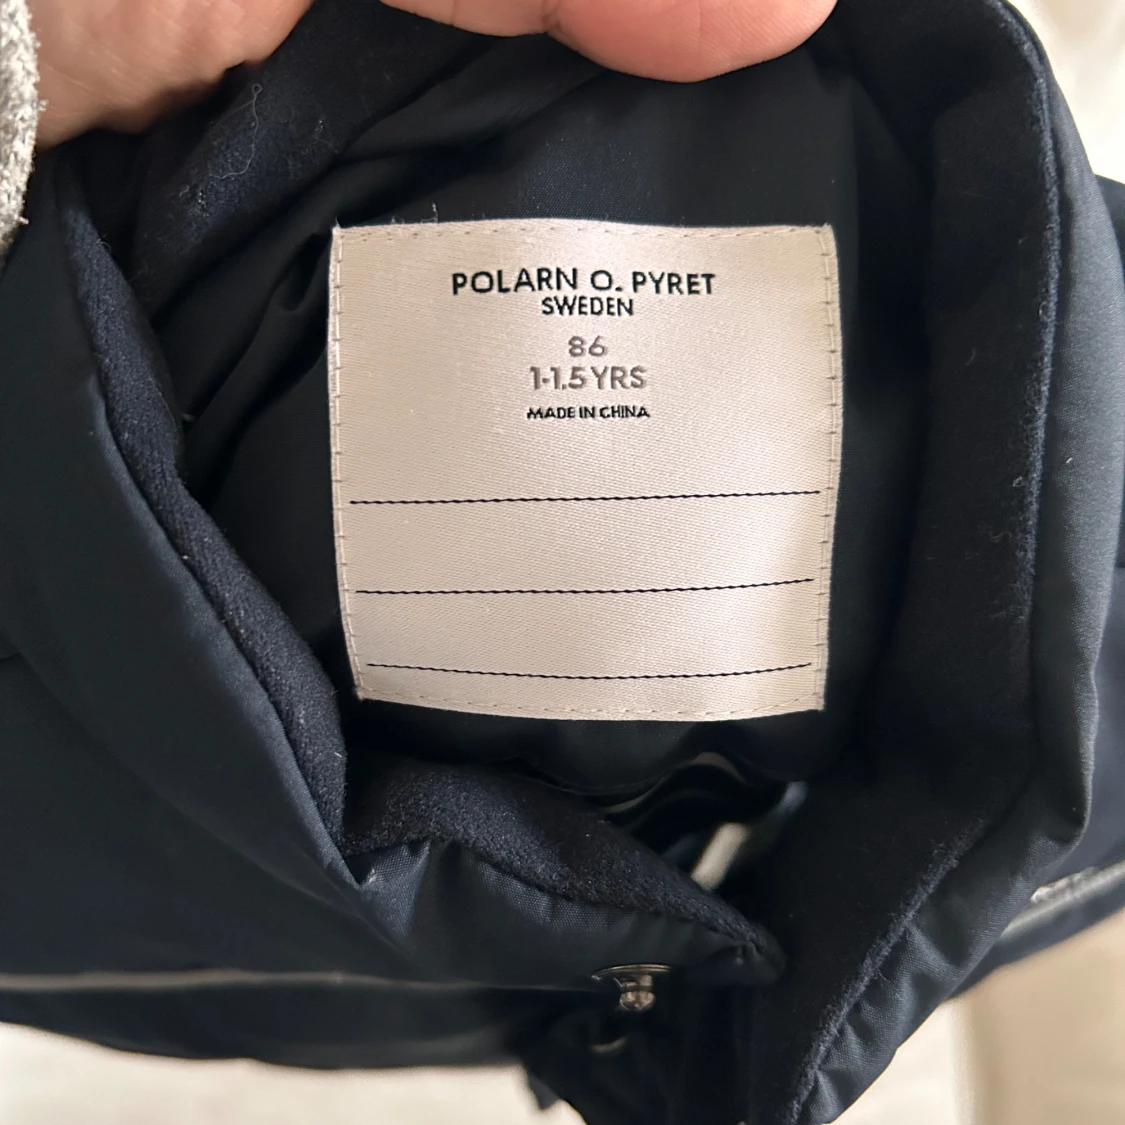 POLARN O. PYRET
SWEDEN
86
1-1,5 YRS
MADE IN CHINA